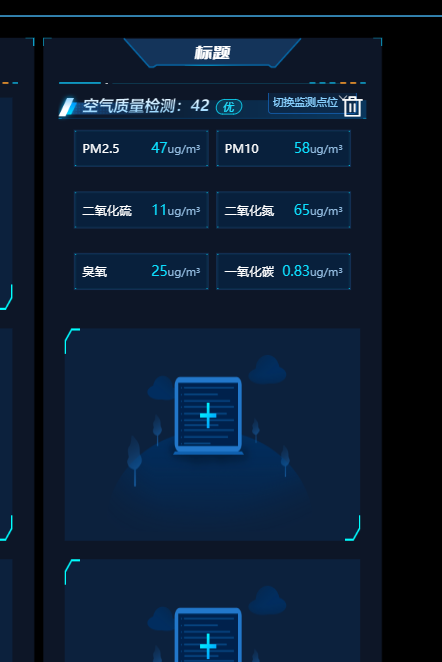 标题
空气质量检测：42 优 切换监测点位
PM2.5 47ug/m³ PM10 58ug/m³
二氧化硫 11ug/m³ 二氧化氮 65ug/m³
臭氧 25ug/m³ 一氧化碳 0.83ug/m³